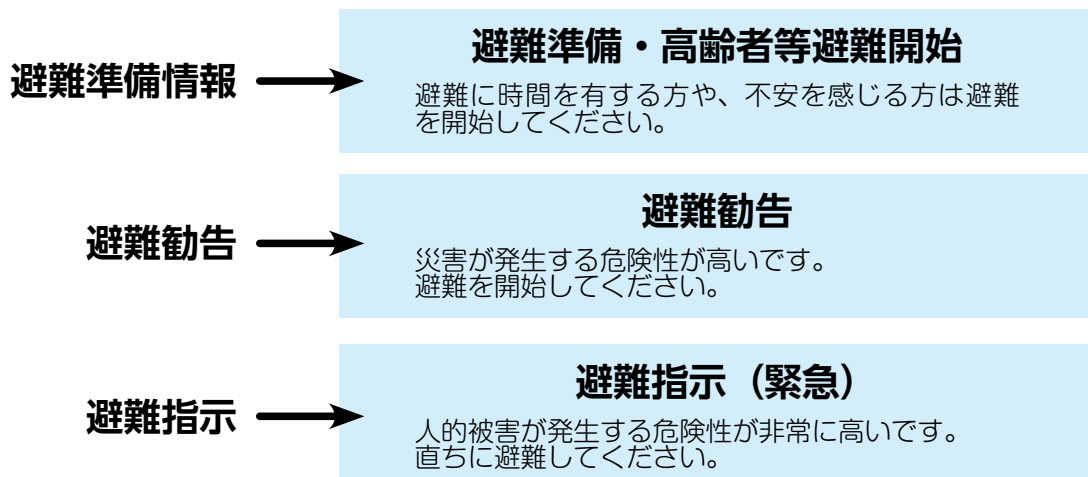 避難準備情報
避難準備・高齢者等避難開始
避難に時間を有する方や、不安を感じる方は避難
を開始してください。
避難勧告
避難勧告
災害が発生する危険性が高いです。
避難を開始してください。
避難指示
避難指示（緊急）
人的被害が発生する危険性が非常に高いです。
直ちに避難してください。